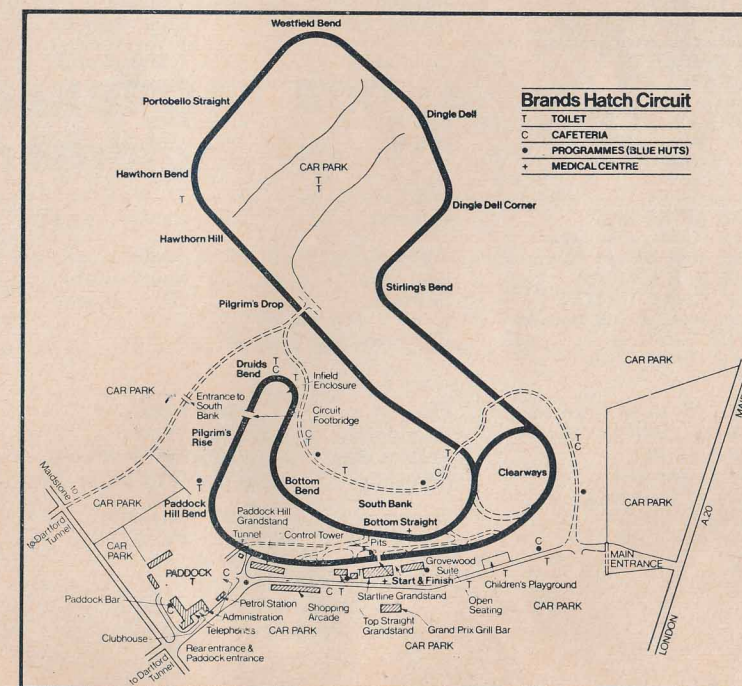 Westfield Bend
Portobello Straight
Dingle Dell
Brands Hatch Circuit
T TOILET
C CAFETERIA
• PROGRAMMES (BLUE HUTS)
+ MEDICAL CENTRE
CAR PARK
T
T
Hawthorn Bend
T
Dingle Dell Corner
Hawthorn Hill
Stirling's Bend
Pilgrim's Drop
Druids
Bend
T
C
T
Infield
Enclosure
CAR PARK
CAR PARK
Entrance to
South
Bank
Circuit
Footbridge
Pilgrim's
Rise
C
T
T
C
T
T
C
Clearways
Maidstone
to Dartford
Tunnel
CAR PARK
T
Paddock
Hill Bend
Bottom
Bend
South Bank
Bottom Straight
+
CAR PARK
A 20
CAR PARK
Paddock Hill
Grandstand
Tunnel
Control Tower
Pits
Grovewood
Suite
C
T
MAIN
ENTRANCE
PADDOCK
T
C
C T
+ Start & Finish
T
T
Children's Playground
Paddock Bar
C
Petrol Station
Administration
Telephones
Shopping
Arcade
Startline Grandstand
Open
Seating
CAR PARK
Clubhouse
CAR PARK
Top Straight
Grandstand
Grand Prix Grill Bar
CAR PARK
Rear entrance &
Paddock entrance
to Dartford
Tunnel
LONDON